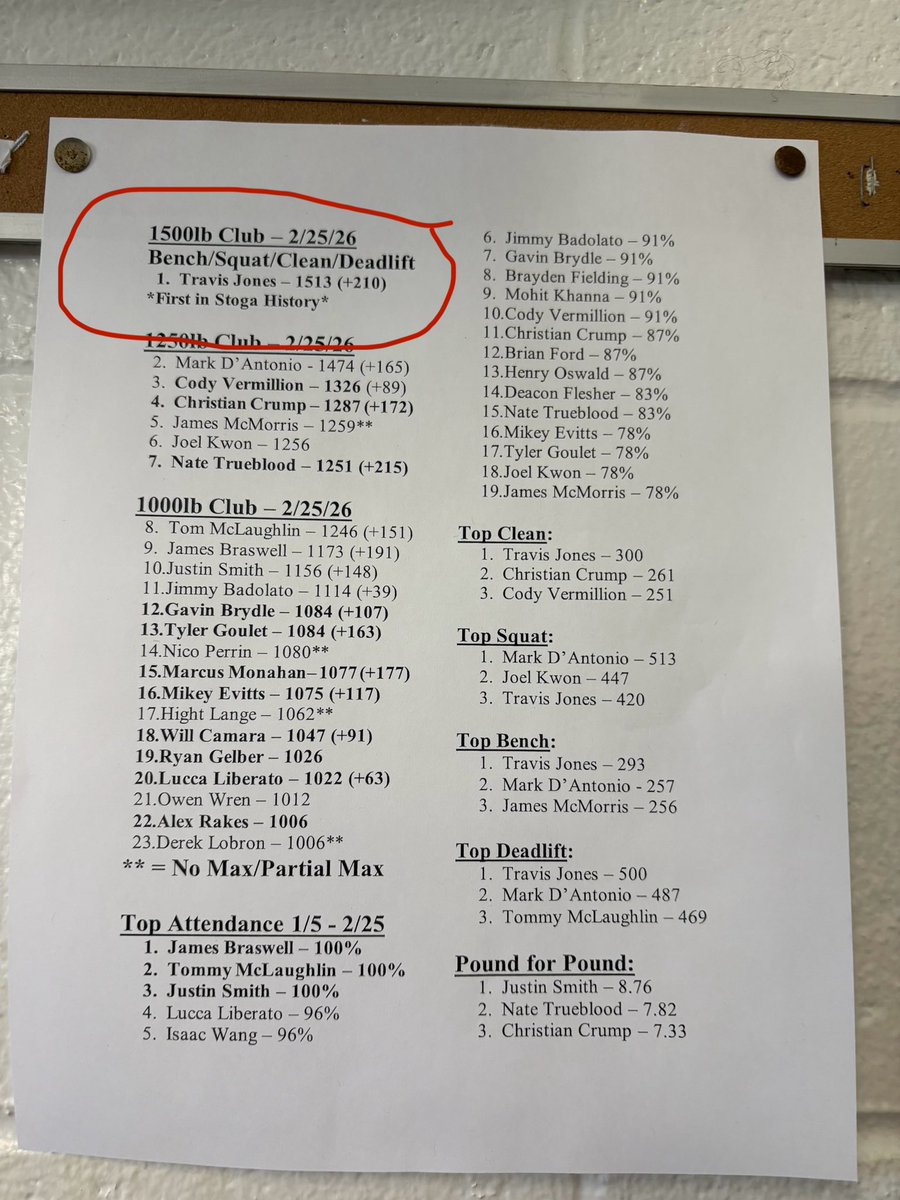 1500lb Club – 2/25/26
Bench/Squat/Clean/Deadlift
1. Travis Jones – 1513 (+210)
*First in Stoga History*
1250lb Club – 2/25/26
2. Mark D'Antonio - 1474 (+165)
3. Cody Vermillion – 1326 (+89)
4. Christian Crump – 1287 (+172)
5. James McMorris – 1259**
6. Joel Kwon – 1256
7. Nate Trueblood – 1251 (+215)
1000lb Club – 2/25/26
8. Tom McLaughlin – 1246 (+151)
9. James Braswell – 1173 (+191)
10.Justin Smith – 1156 (+148)
11.Jimmy Badolato – 1114 (+39)
12.Gavin Brydle – 1084 (+107)
13.Tyler Goulet – 1084 (+163)
14.Nico Perrin – 1080**
15.Marcus Monahan–1077(+177)
16.Mikey Evitts – 1075 (+117)
17.Hight Lange – 1062**
18.Will Camara – 1047 (+91)
19.Ryan Gelber – 1026
20.Lucca Liberato – 1022 (+63)
21.Owen Wren – 1012
22.Alex Rakes – 1006
23.Derek Lobron – 1006**
** = No Max/Partial Max
Top Attendance 1/5 - 2/25
1. James Braswell – 100%
2. Tommy McLaughlin – 100%
3. Justin Smith – 100%
4. Lucca Liberato – 96%
5. Isaac Wang – 96%
6. Jimmy Badolato – 91%
7. Gavin Brydle – 91%
8. Brayden Fielding – 91%
9. Mohit Khanna – 91%
10.Cody Vermillion – 91%
11.Christian Crump – 87%
12.Brian Ford – 87%
13.Henry Oswald – 87%
14.Deacon Flesher – 83%
15.Nate Trueblood – 83%
16.Mikey Evitts – 78%
17.Tyler Goulet – 78%
18.Joel Kwon – 78%
19.James McMorris – 78%
Top Clean:
1. Travis Jones – 300
2. Christian Crump – 261
3. Cody Vermillion – 251
Top Squat:
1. Mark D'Antonio – 513
2. Joel Kwon – 447
3. Travis Jones – 420
Top Bench:
1. Travis Jones – 293
2. Mark D'Antonio - 257
3. James McMorris – 256
Top Deadlift:
1. Travis Jones – 500
2. Mark D'Antonio – 487
3. Tommy McLaughlin – 469
Pound for Pound:
1. Justin Smith – 8.76
2. Nate Trueblood – 7.82
3. Christian Crump – 7.33